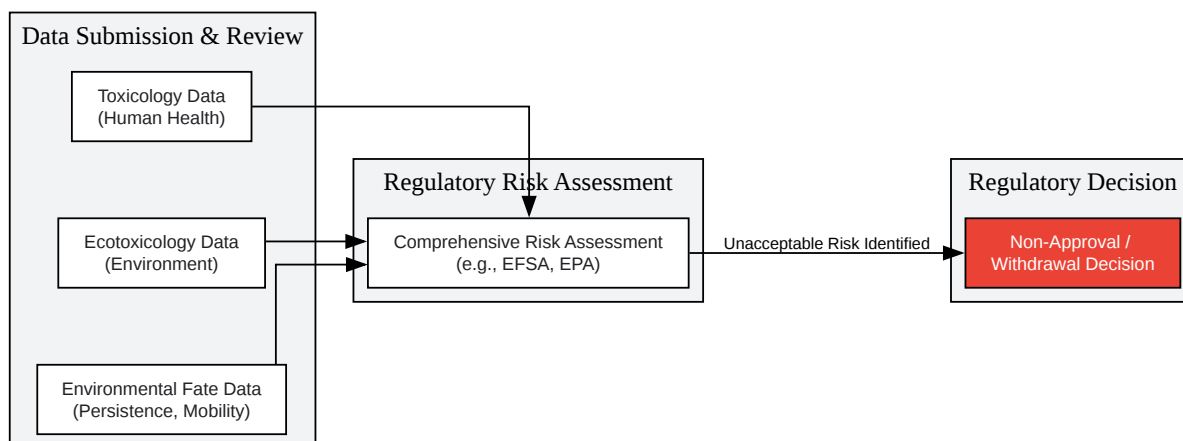 Data Submission & Review
Toxicology Data
(Human Health)
Ecotoxicology Data
(Environment)
Environmental Fate Data
(Persistence, Mobility)
Regulatory Risk Assessment
Comprehensive Risk Assessment
(e.g., EFSA, EPA)
Unacceptable Risk Identified
Regulatory Decision
Non-Approval /
Withdrawal Decision